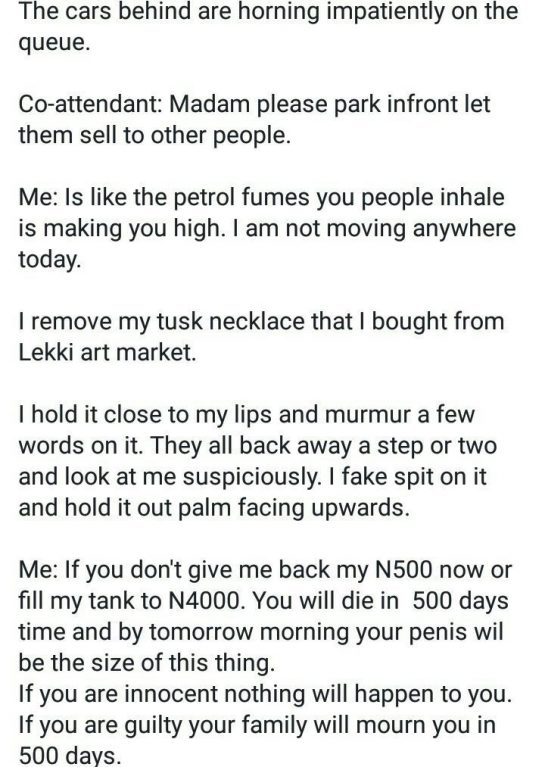 The cars behind are horning impatiently on the
queue.
Co-attendant: Madam please park infront let
them sell to other people.
Me: Is like the petrol fumes you people inhale
is making you high. I am not moving anywhere
today.
I remove my tusk necklace that I bought from
Lekki art market.
I hold it close to my lips and murmur a few
words on it. They all back away a step or two
and look at me suspiciously. I fake spit on it
and hold it out palm facing upwards.
Me: If you don't give me back my N500 now or
fill my tank to N4000. You will die in  500 days
time and by tomorrow morning your penis wil
be the size of this thing.
If you are innocent nothing will happen to you.
If you are guilty your family will mourn you in
500 days.